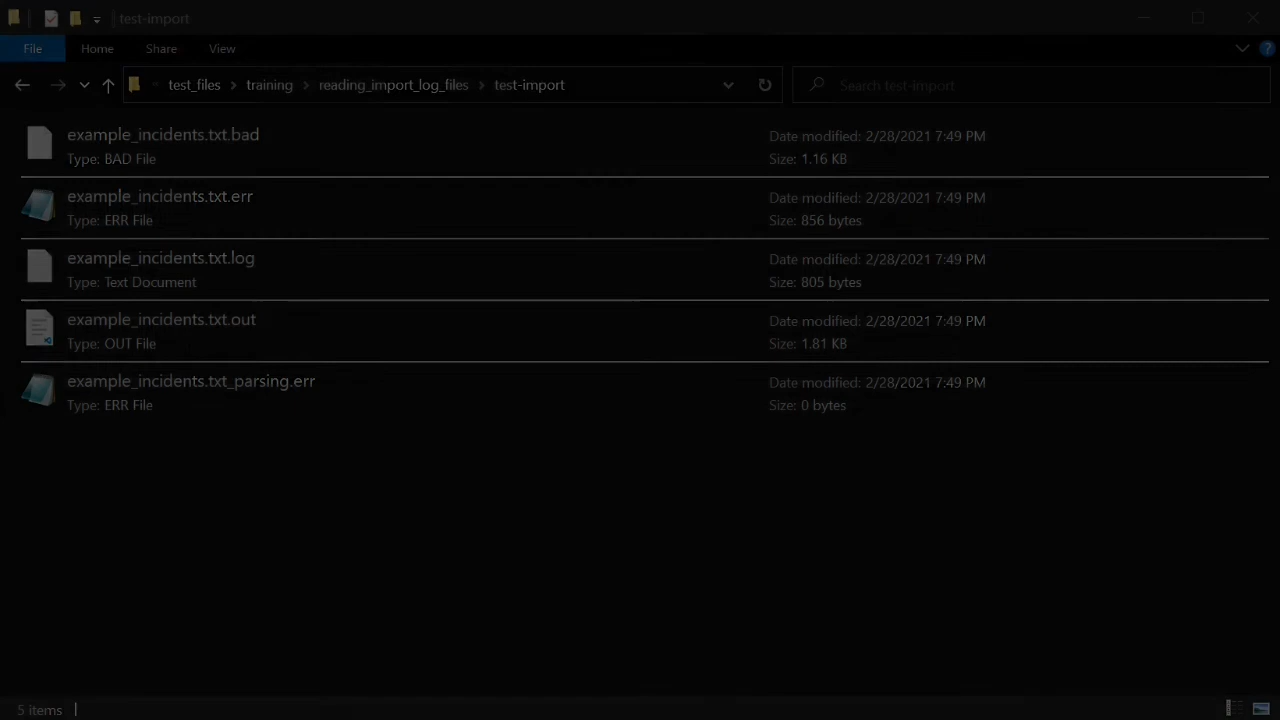 test-import
File Home Share View
test_files training reading_import_log_files test-import Search test-import
example_incidents.txt.bad Date modified: 2/28/2021 7:49 PM
Type: BAD File Size: 1.16 KB
example_incidents.txt.err Date modified: 2/28/2021 7:49 PM
Type: ERR File Size: 856 bytes
example_incidents.txt.log Date modified: 2/28/2021 7:49 PM
Type: Text Document Size: 805 bytes
example_incidents.txt.out Date modified: 2/28/2021 7:49 PM
Type: OUT File Size: 1.81 KB
example_incidents.txt_parsing.err Date modified: 2/28/2021 7:49 PM
Type: ERR File Size: 0 bytes
5 items